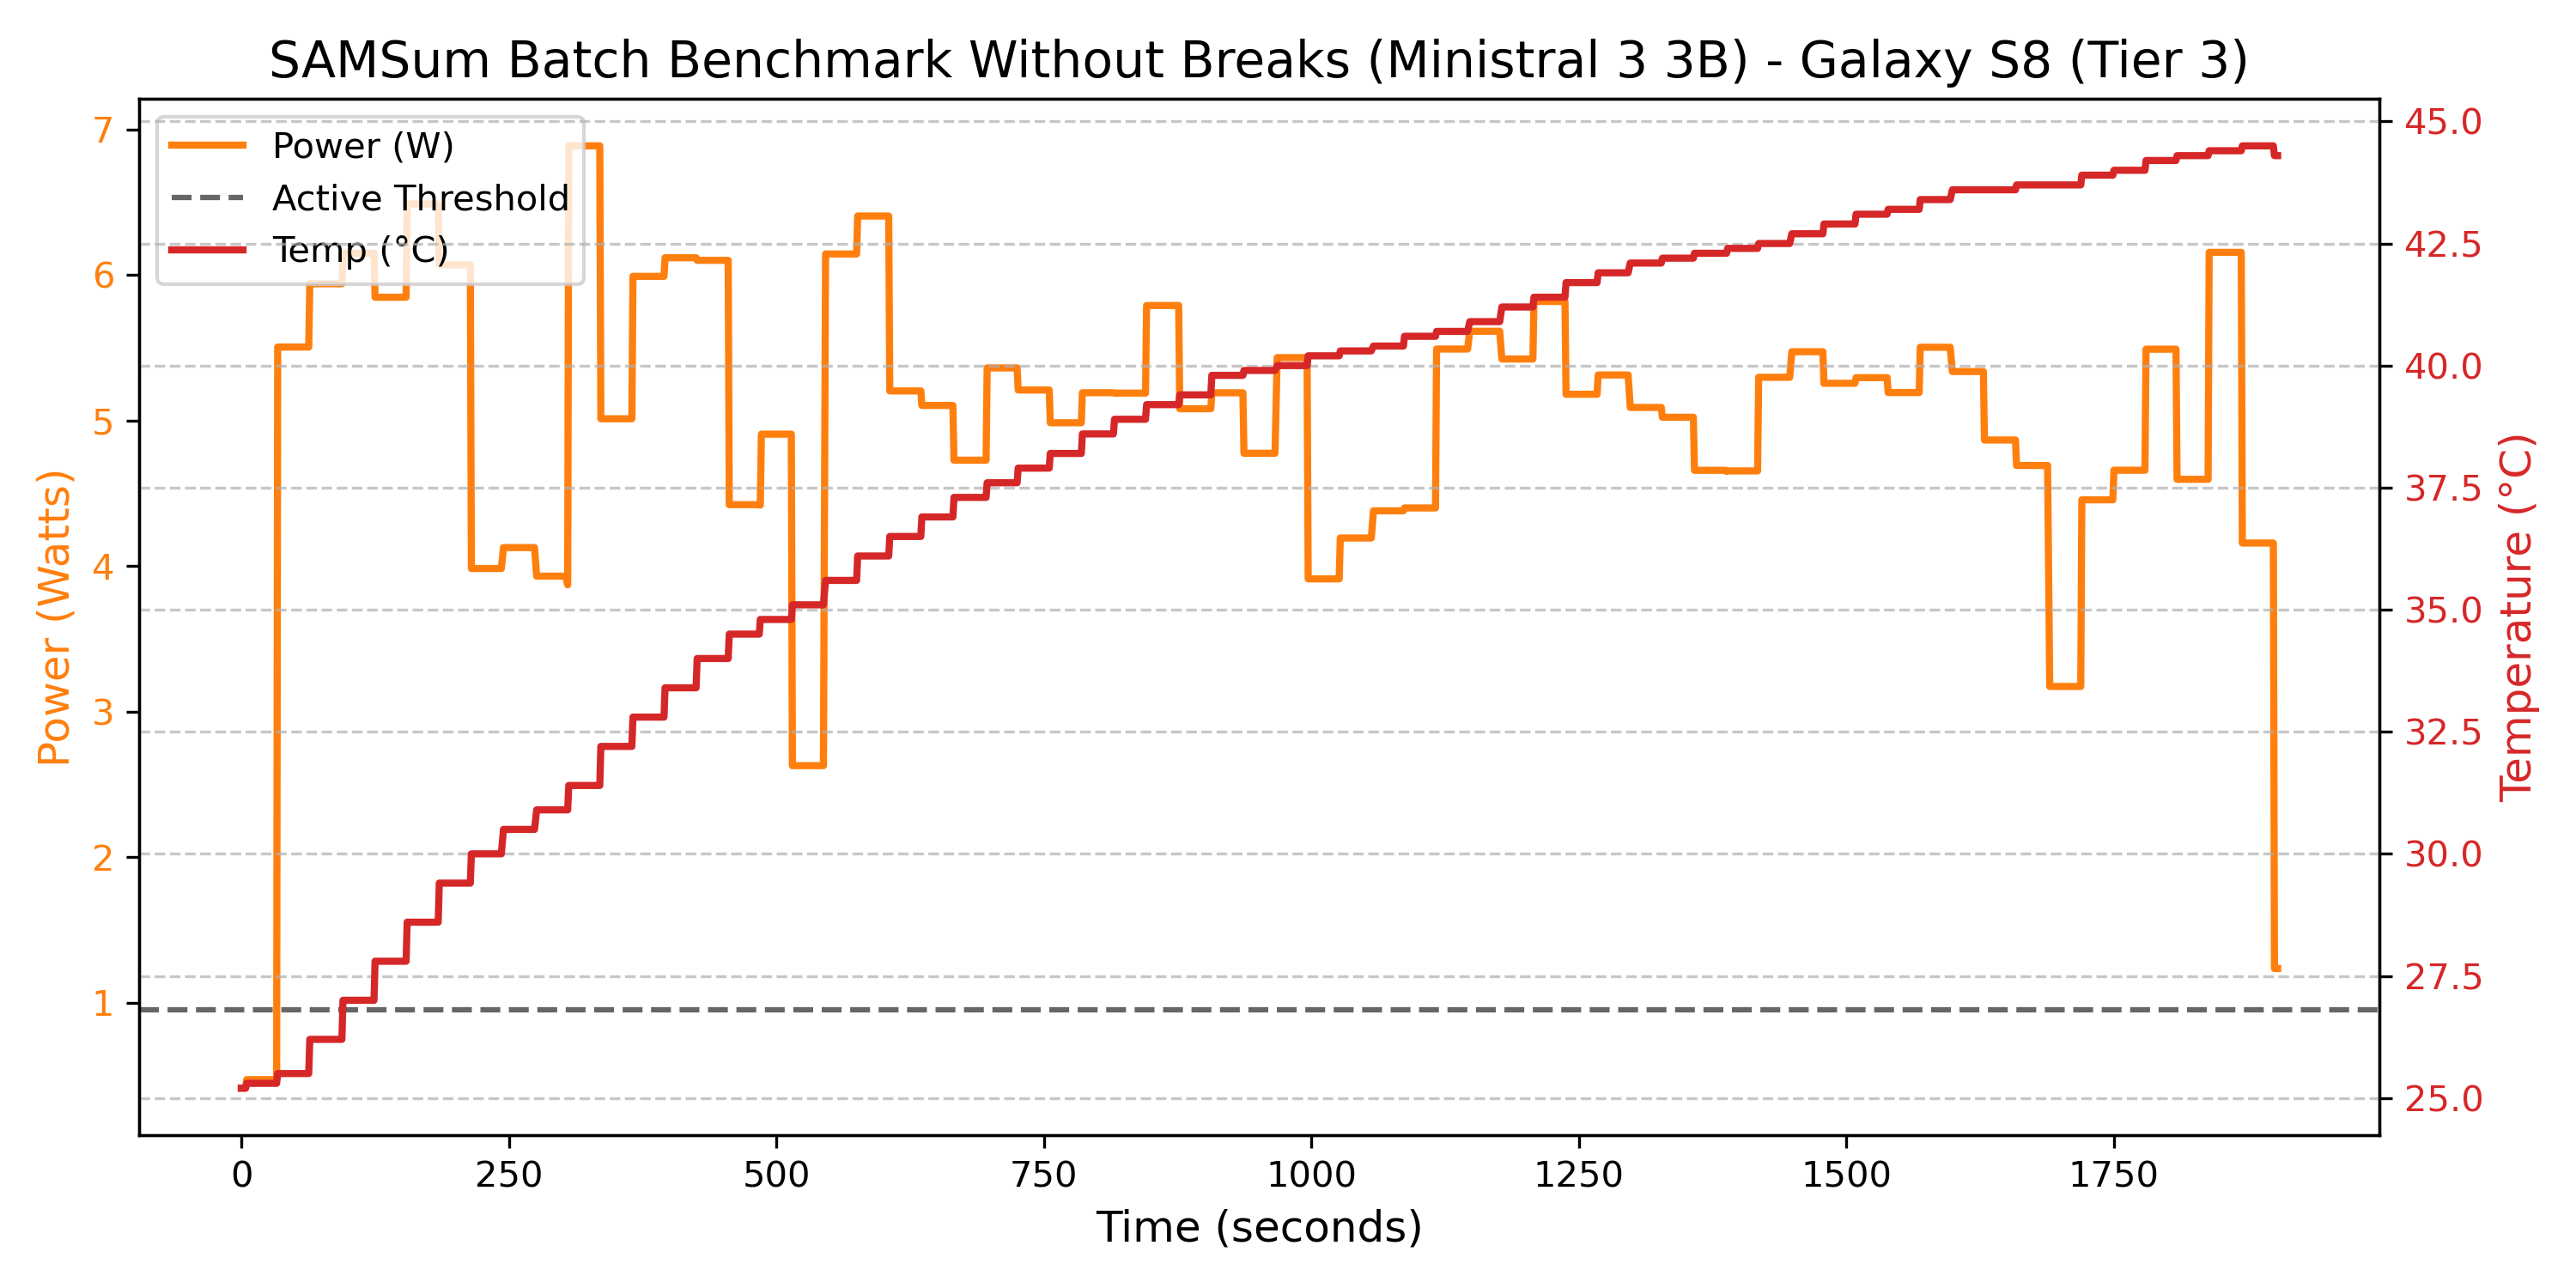 SAMSum Batch Benchmark Without Breaks (Ministral 3 3B) - Galaxy S8 (Tier 3)
Power (W)
Active Threshold
Temp (°C)
Power (Watts)
7
6
5
4
3
2
1
45.0
42.5
40.0
37.5
35.0
32.5
30.0
27.5
25.0
Temperature (°C)
0 250 500 750 1000 1250 1500 1750
Time (seconds)